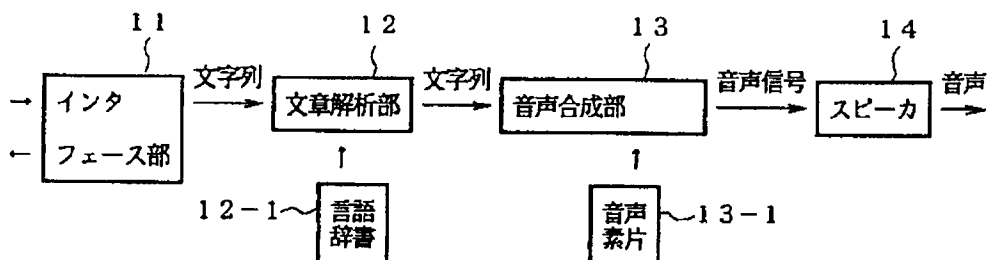 11
12
13
14
文字列
文字列
音声信号
音声
→
インタ
フェース部
←
文章解析部
音声合成部
スピーカ
12-1
言語
辞書
音声
素片
13-1